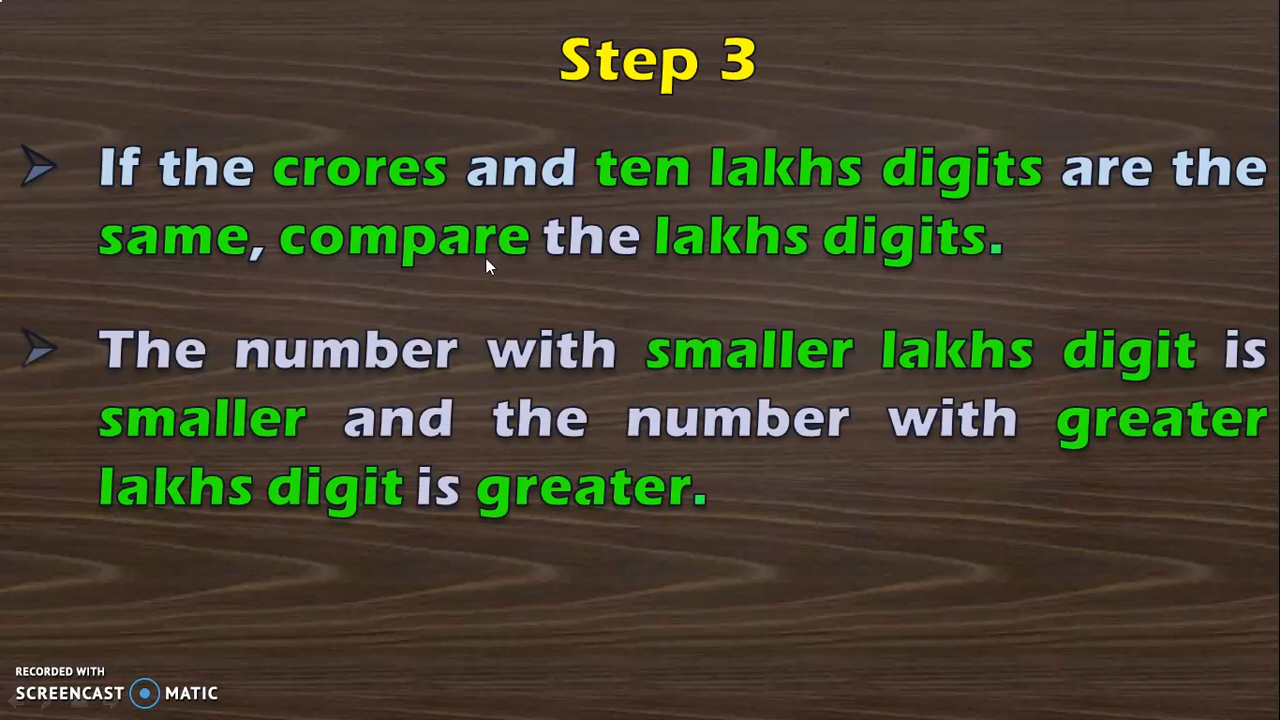 Step 3
If the crores and ten lakhs digits are the
same, compare the lakhs digits.
The number with smaller lakhs digit is
smaller and the number with greater
lakhs digit is greater.
RECORDED WITH
SCREENCAST MATIC